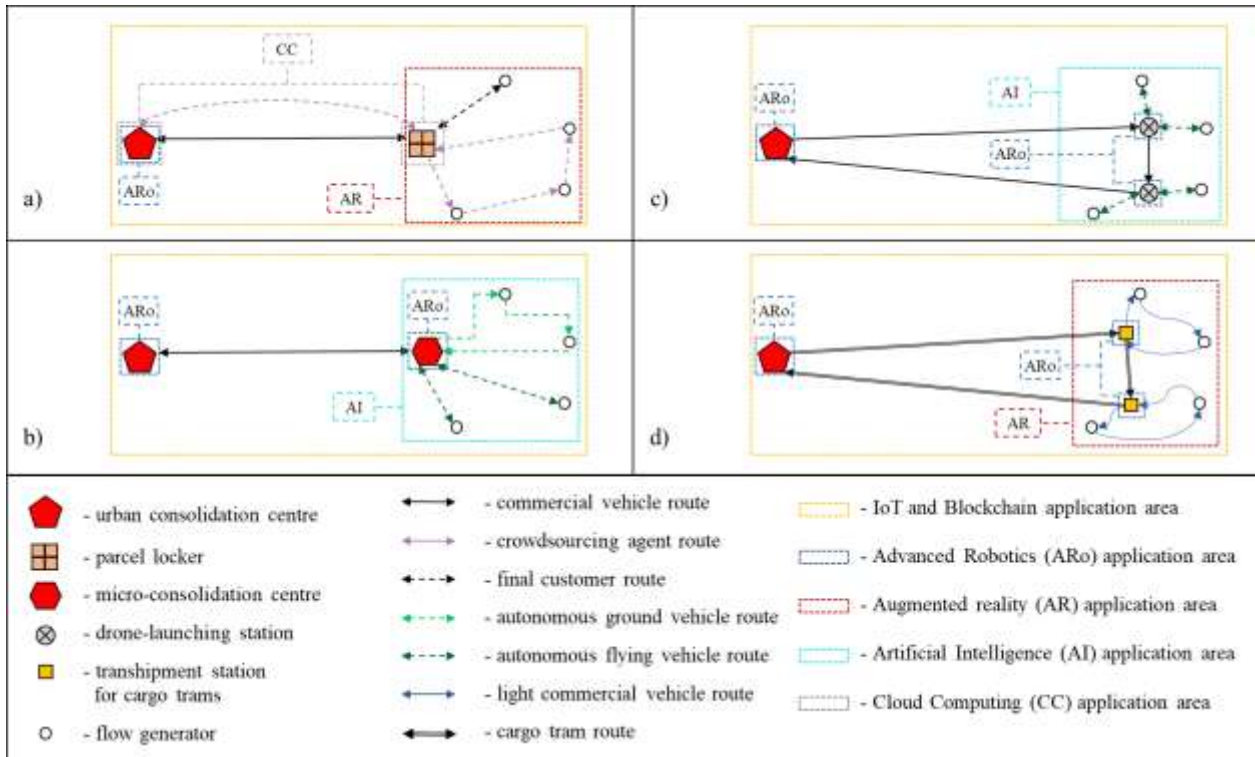 CC
ARo
AR
a)
ARo
AI
ARo
c)
ARo
ARo
AI
b)
ARo
ARo
AR
d)
- urban consolidation centre
- parcel locker
- micro-consolidation centre
- drone-launching station
- transhipment station
for cargo trams
- flow generator
- commercial vehicle route
- crowdsourcing agent route
- final customer route
- autonomous ground vehicle route
- autonomous flying vehicle route
- light commercial vehicle route
- cargo tram route
- IoT and Blockchain application area
- Advanced Robotics (ARo) application area
- Augmented reality (AR) application area
- Artificial Intelligence (AI) application area
- Cloud Computing (CC) application area